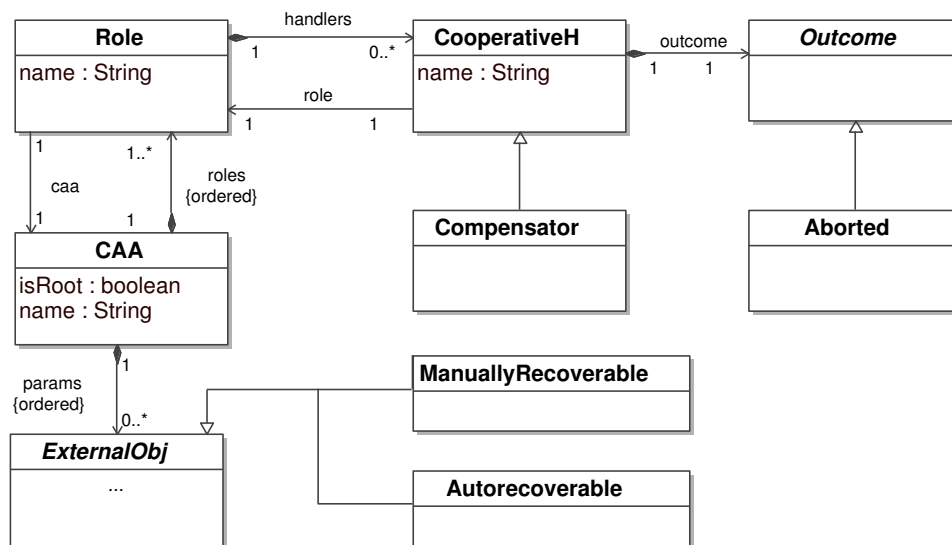 handlers
Role
CooperativeH
Outcome
1
0..*
outcome
1
1
name : String
name : String
role
1
1
1
1..*
caa
roles
{ordered}
1
1
CAA
Compensator
Aborted
isRoot : boolean
name : String
1
params
{ordered}
0..*
ManuallyRecoverable
ExternalObj
...
Autorecoverable